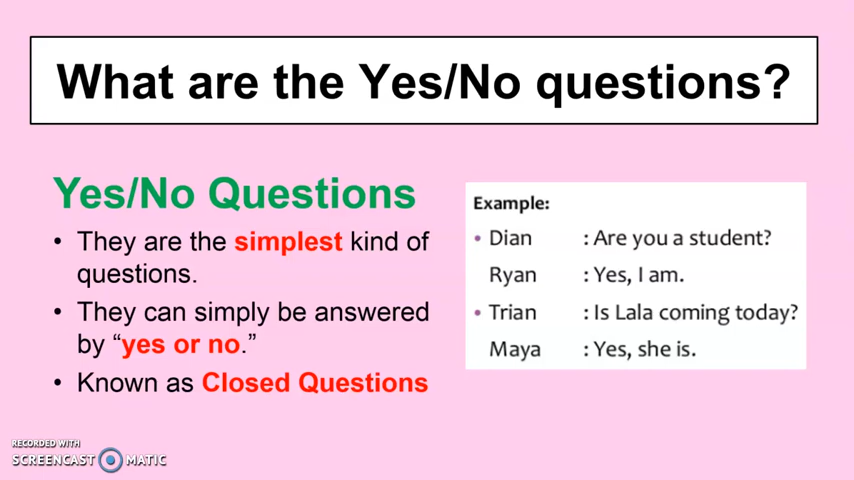 What are the Yes/No questions?
Yes/No Questions
• They are the simplest kind of
questions.
• They can simply be answered
by “yes or no.”
• Known as Closed Questions
Example:
• Dian : Are you a student?
Ryan : Yes, I am.
• Trian : Is Lala coming today?
Maya : Yes, she is.
RECORDED WITH
SCREENCAST MATIC